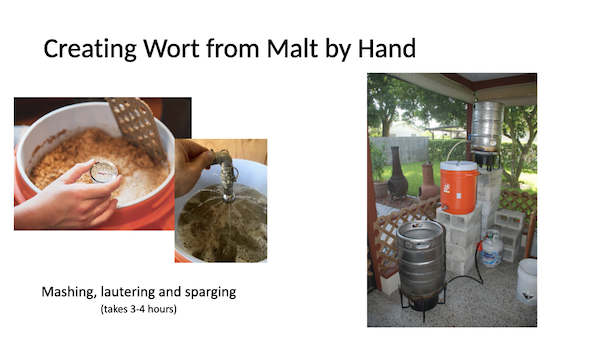 Creating Wort from Malt by Hand
Mashing, lautering and sparging
(takes 3-4 hours)